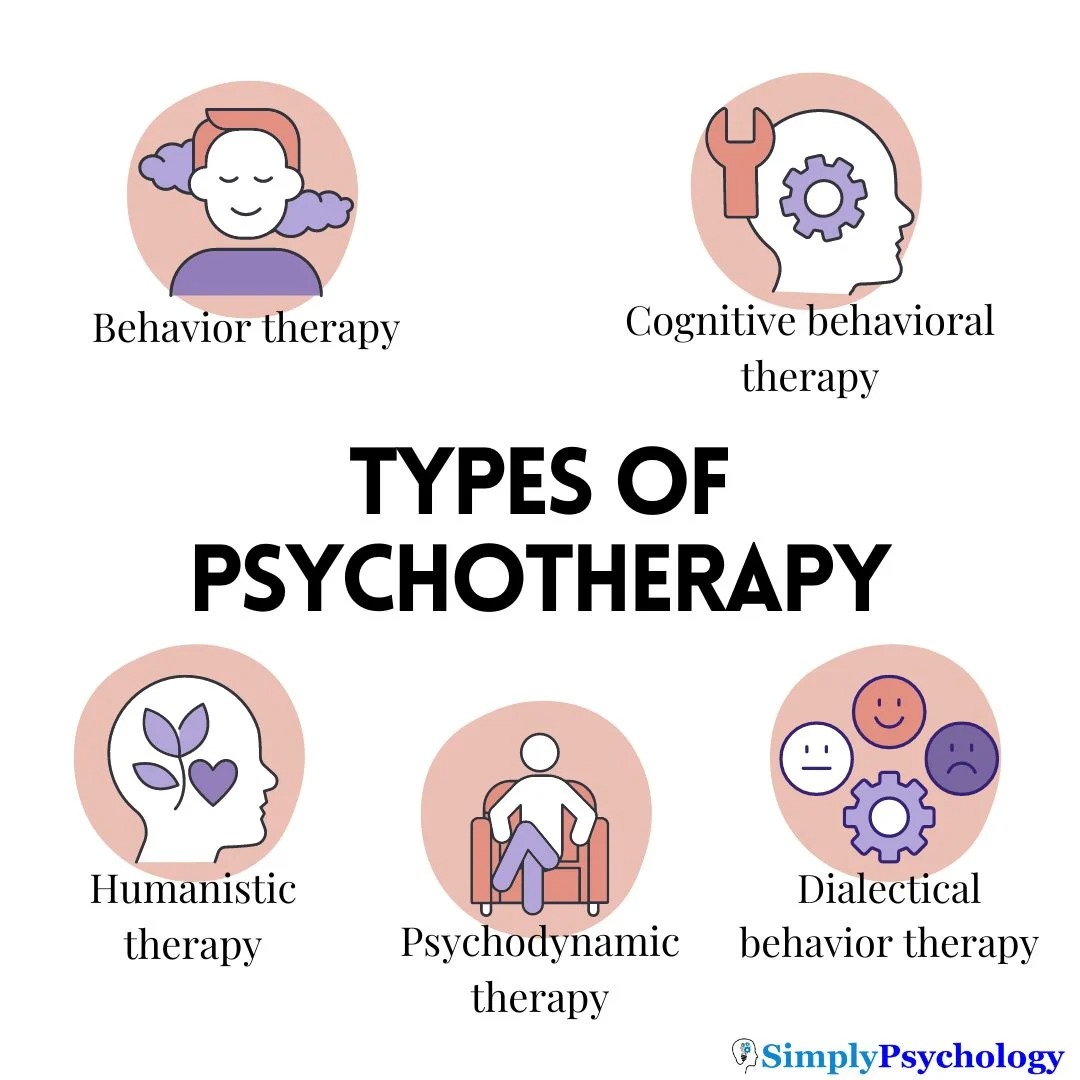 Behavior therapy
Cognitive behavioral
therapy
TYPES OF
PSYCHOTHERAPY
Humanistic
therapy
Psychodynamic
therapy
Dialectical
behavior therapy
SimplyPsychology